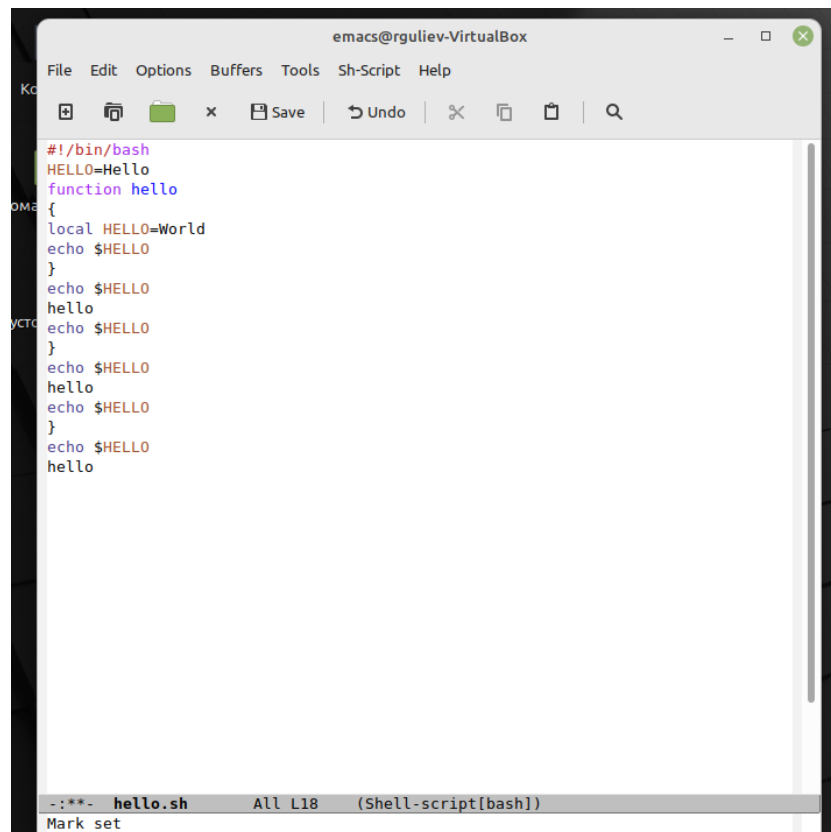 emacs@rguliev-VirtualBox
File Edit Options Buffers Tools Sh-Script Help
Save Undo
#!/bin/bash
HELLO=Hello
function hello
{
local HELLO=World
echo $HELLO
}
echo $HELLO
hello
echo $HELLO
}
echo $HELLO
hello
echo $HELLO
}
echo $HELLO
hello
-:**- hello.sh All L18 (Shell-script[bash])
Mark set